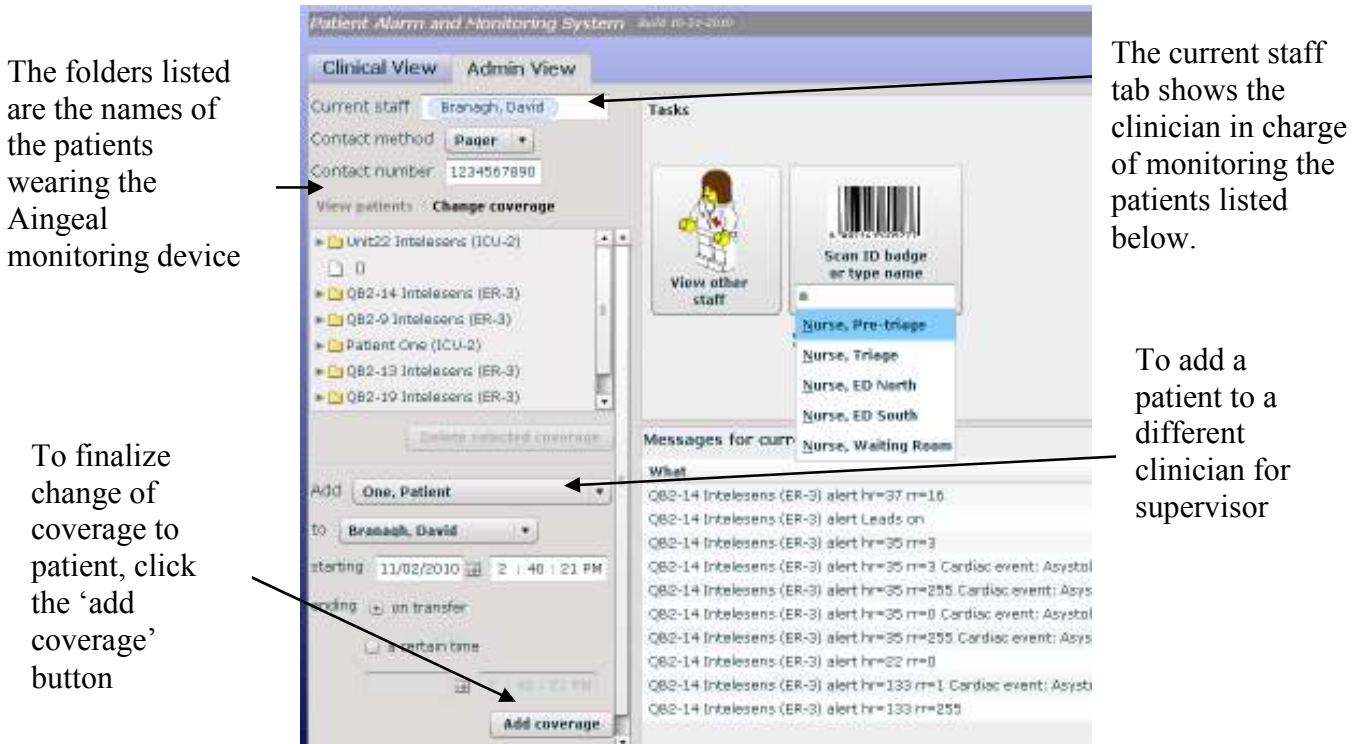 Patient Alarm and Monitoring System Build 10-26-2010
Clinical View Admin View
The folders listed
are the names of
the patients
wearing the
Aingeal
monitoring device
Current staff Branagh, David
Contact method Pager
Contact number 1234567890
View patients Change coverage
Unit22 Intelesens (ICU-2)
()
QB2-14 Intelesens (ER-3)
QB2-9 Intelesens (ER-3)
Patient One (ICU-2)
QB2-13 Intelesens (ER-3)
QB2-19 Intelesens (ER-3)
Delete selected coverage
Tasks
View other
staff
Scan ID badge
or type name
n
Nurse, Pre-triage
Nurse, Triage
Nurse, ED North
Nurse, ED South
Nurse, Waiting Room
The current staff
tab shows the
clinician in charge
of monitoring the
patients listed
below.
To finalize
change of
coverage to
patient, click
the ‘add
coverage’
button
Add One, Patient
to Branagh, David
starting 11/02/2010 2 : 40 : 21 PM
ending on transfer
a certain time
2 : 40 : 21 PM
Add coverage
Messages for curr
What
QB2-14 Intelesens (ER-3) alert hr=37 rr=16
QB2-14 Intelesens (ER-3) alert Leads on
QB2-14 Intelesens (ER-3) alert hr=35 rr=3
QB2-14 Intelesens (ER-3) alert hr=35 rr=3 Cardiac event: Asystol
QB2-14 Intelesens (ER-3) alert hr=35 rr=255 Cardiac event: Asys
QB2-14 Intelesens (ER-3) alert hr=35 rr=0 Cardiac event: Asystol
QB2-14 Intelesens (ER-3) alert hr=35 rr=255 Cardiac event: Asys
QB2-14 Intelesens (ER-3) alert hr=22 rr=0
QB2-14 Intelesens (ER-3) alert hr=133 rr=1 Cardiac event: Asyst
QB2-14 Intelesens (ER-3) alert hr=133 rr=255
To add a
patient to a
different
clinician for
supervisor